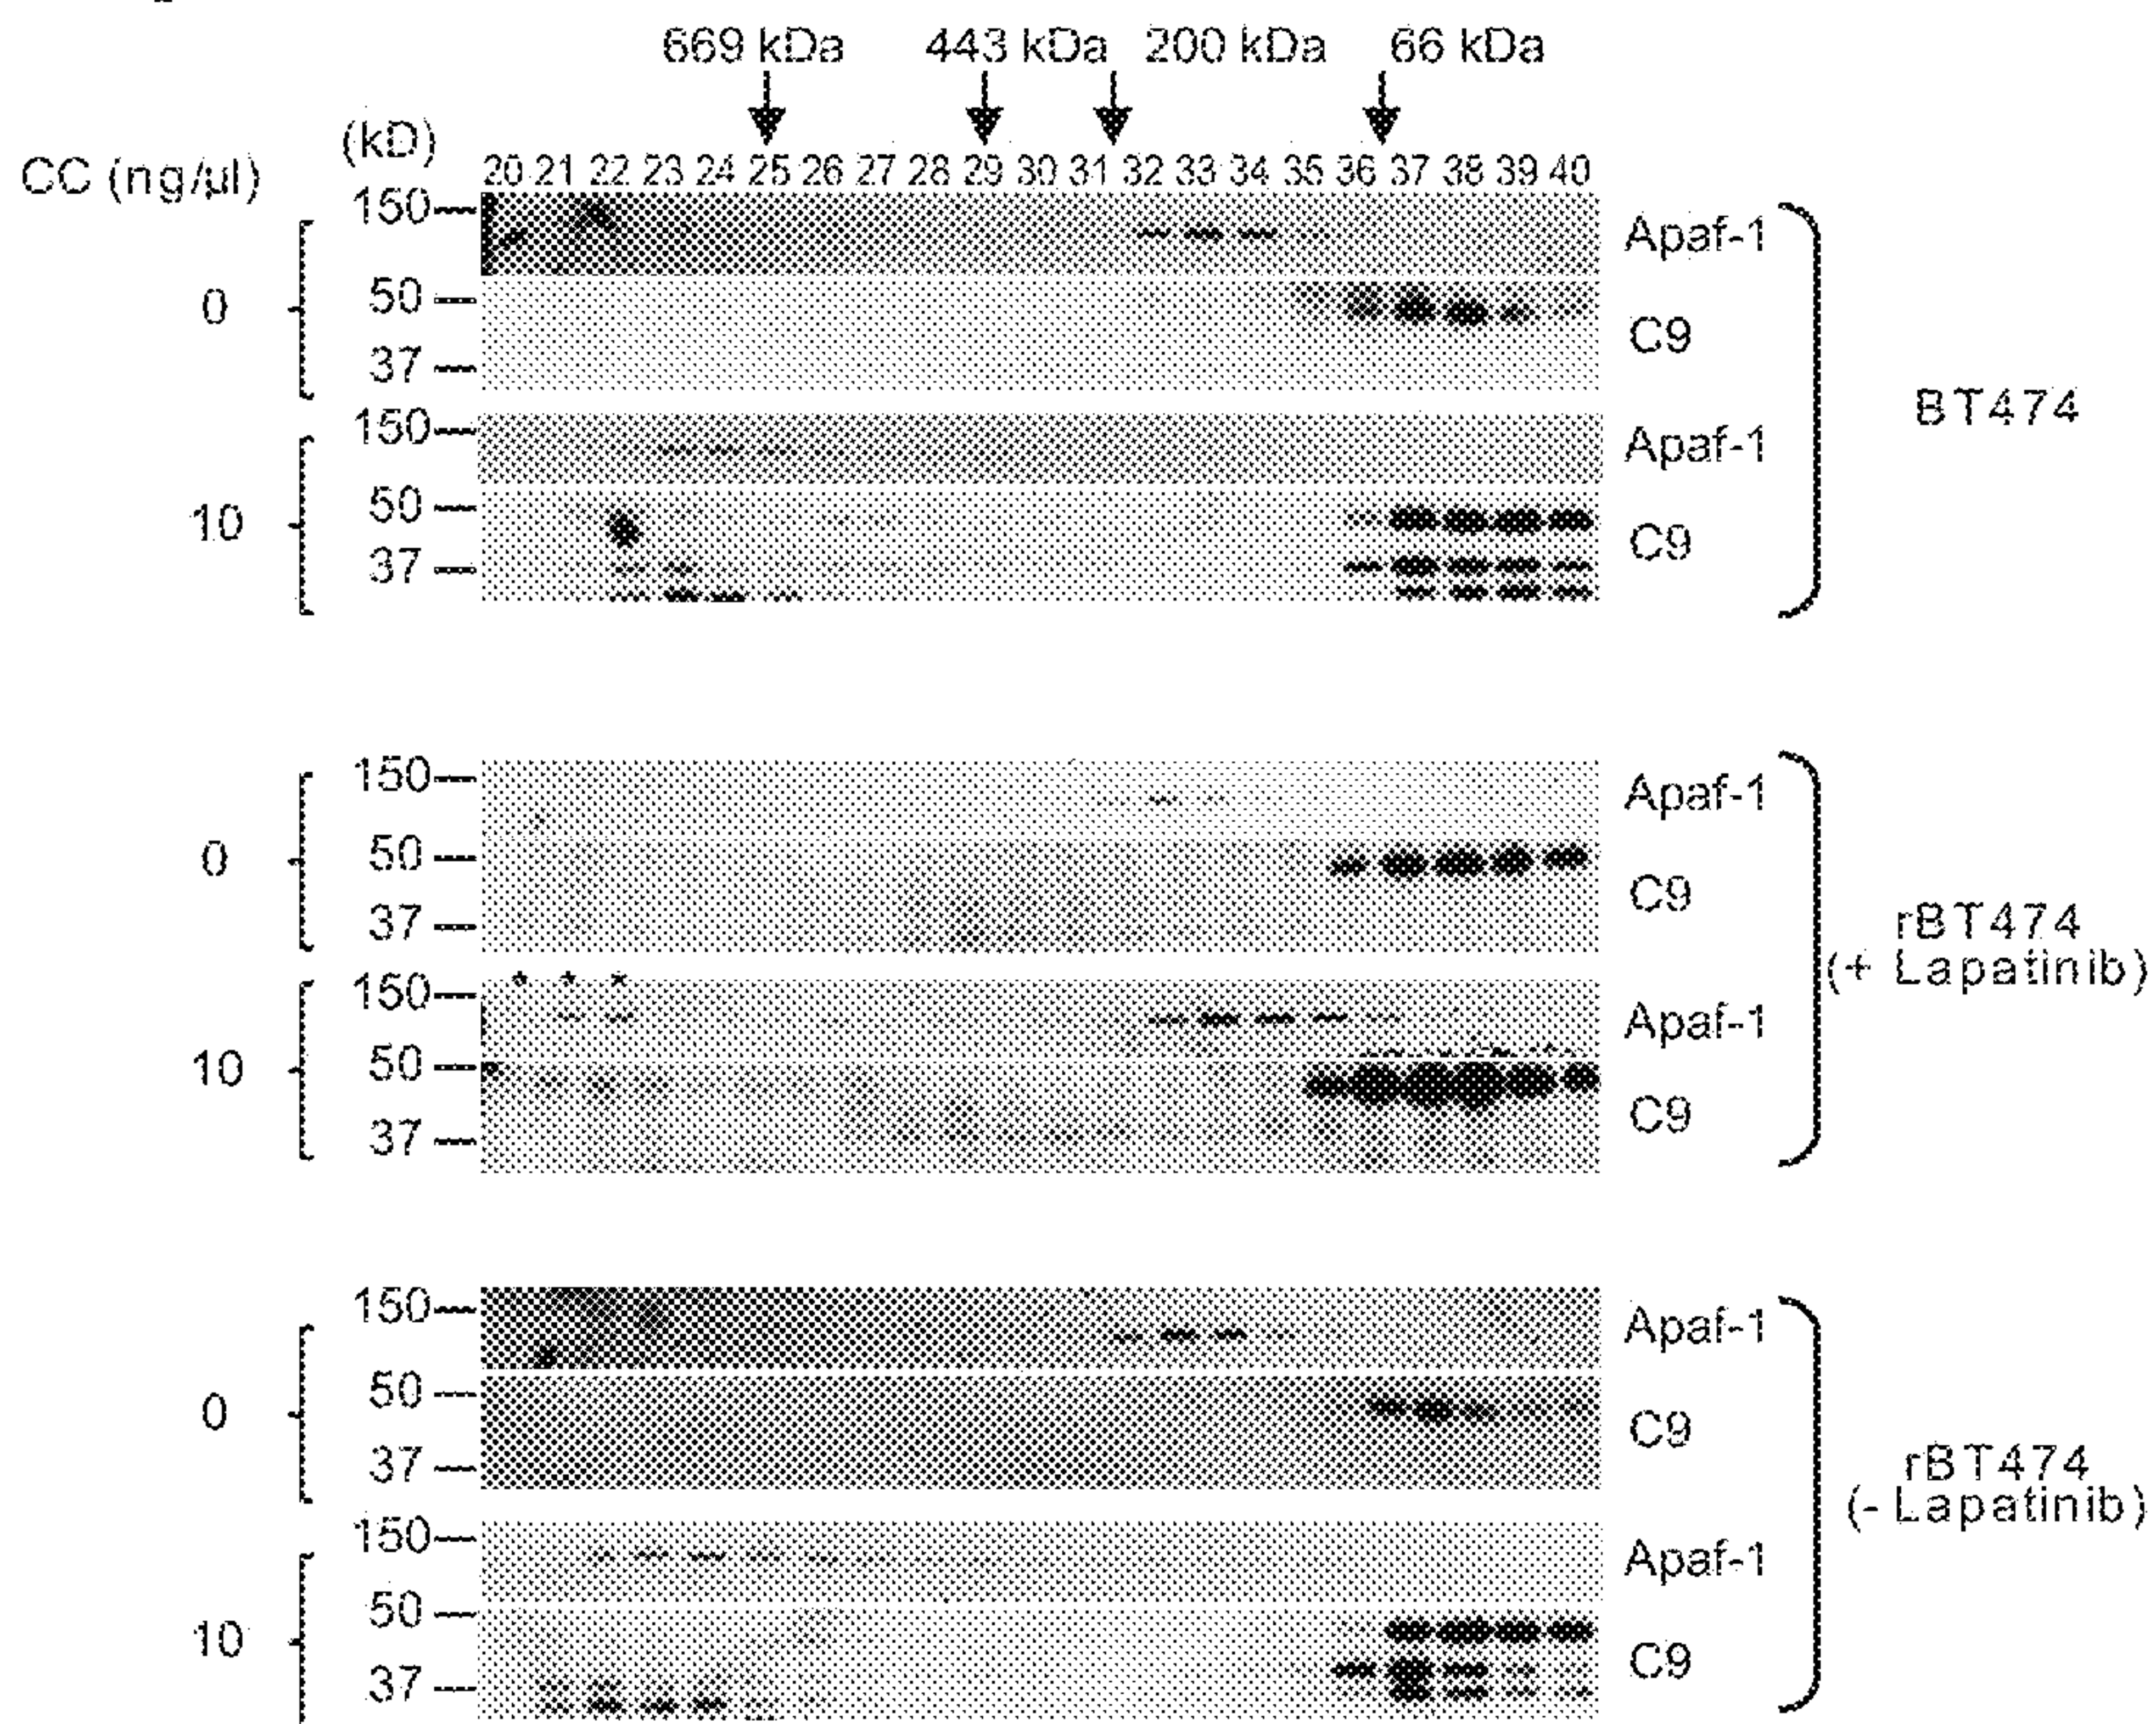 669 kDa 443 kDa 200 kDa 66 kDa
CC (ng/µl) (kD) 20 21 22 23 24 25 26 27 28 29 30 31 32 33 34 35 36 37 38 39 40
150 Apaf-1
0 50 C9
37
BT474
150 Apaf-1
10 50 C9
37
150 Apaf-1
0 50 C9
37
rBT474
(+ Lapatinib)
* * *
150 Apaf-1
10 50 C9
37
150 Apaf-1
0 50 C9
37
rBT474
(- Lapatinib)
150 Apaf-1
10 50 C9
37